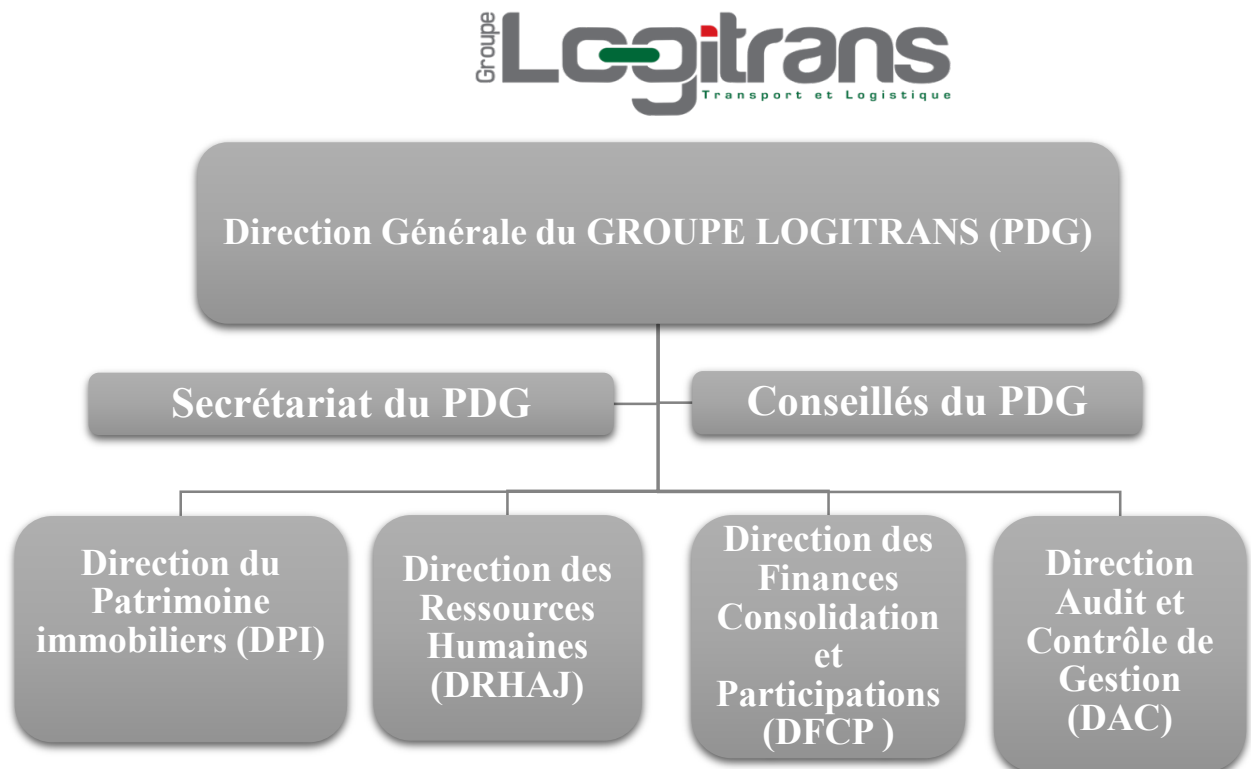 Groupe
Logitrans
Transport et Logistique
Direction Générale du GROUPE LOGITRANS (PDG)
Secrétariat du PDG
Conseillés du PDG
Direction du
Patrimoine
immobiliers (DPI)
Direction des
Ressources
Humaines
(DRHAJ)
Direction des
Finances
Consolidation
et
Participations
(DFCP )
Direction
Audit et
Contrôle de
Gestion
(DAC)